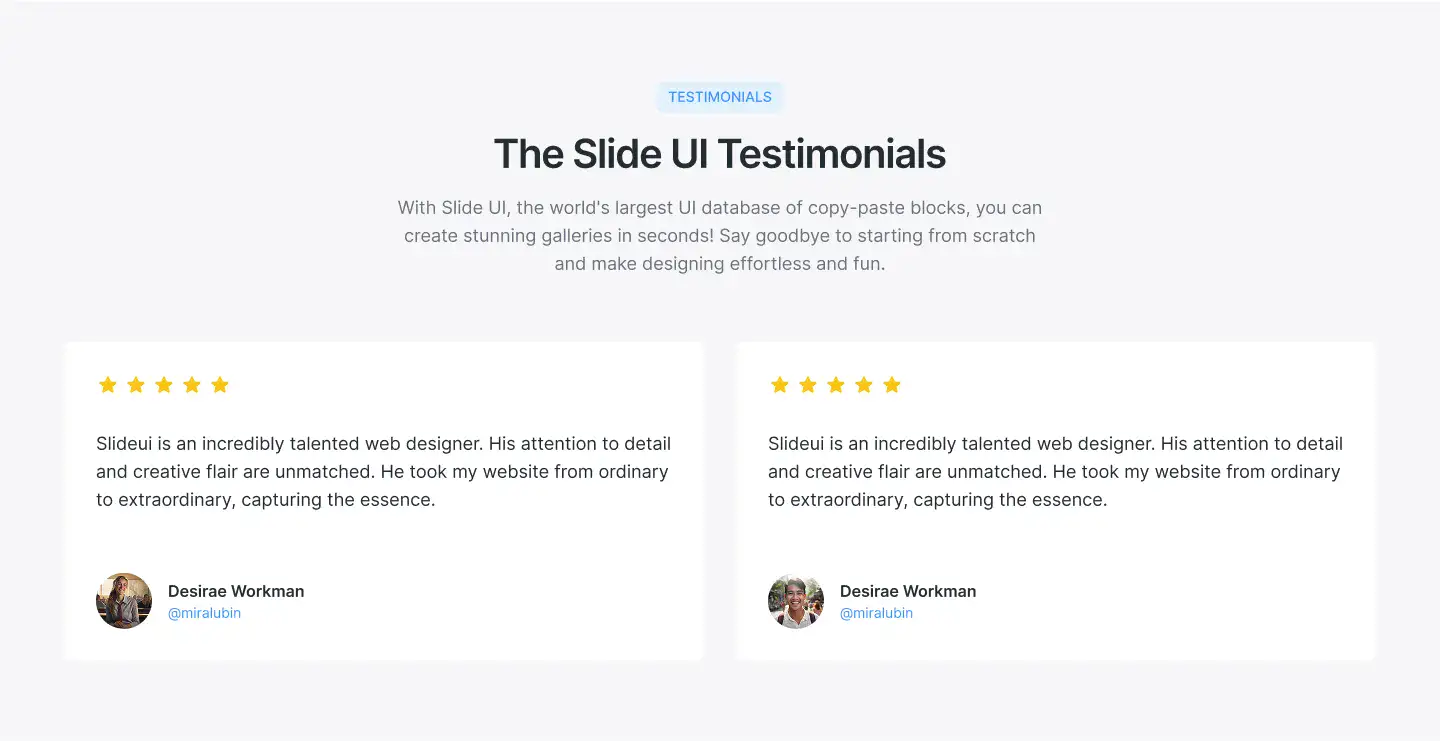 TESTIMONIALS
The Slide UI Testimonials
With Slide UI, the world's largest UI database of copy-paste blocks, you can
create stunning galleries in seconds! Say goodbye to starting from scratch
and make designing effortless and fun.
Slideui is an incredibly talented web designer. His attention to detail
and creative flair are unmatched. He took my website from ordinary
to extraordinary, capturing the essence.
Desirae Workman
@miralubin
Slideui is an incredibly talented web designer. His attention to detail
and creative flair are unmatched. He took my website from ordinary
to extraordinary, capturing the essence.
Desirae Workman
@miralubin